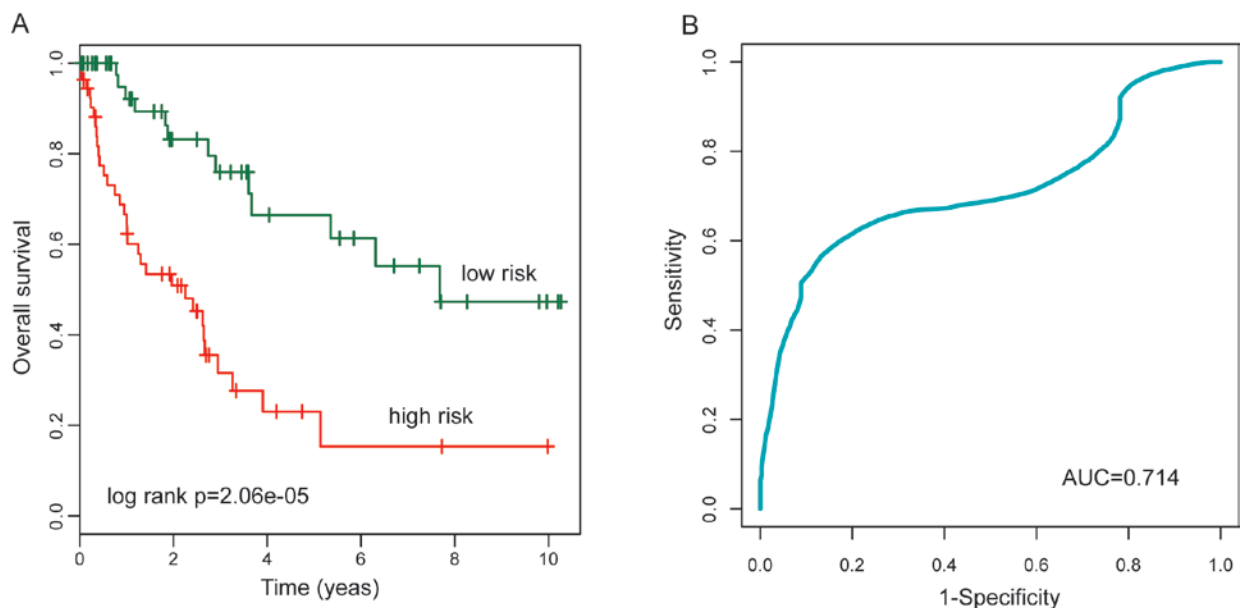 A
Overall survival
1.0
0.8
0.6
0.4
0.2
0.0
low risk
high risk
log rank p=2.06e-05
0 2 4 6 8 10
Time (yeas)
B
Sensitivity
1.0
0.8
0.6
0.4
0.2
0.0
AUC=0.714
0.0 0.2 0.4 0.6 0.8 1.0
1-Specificity